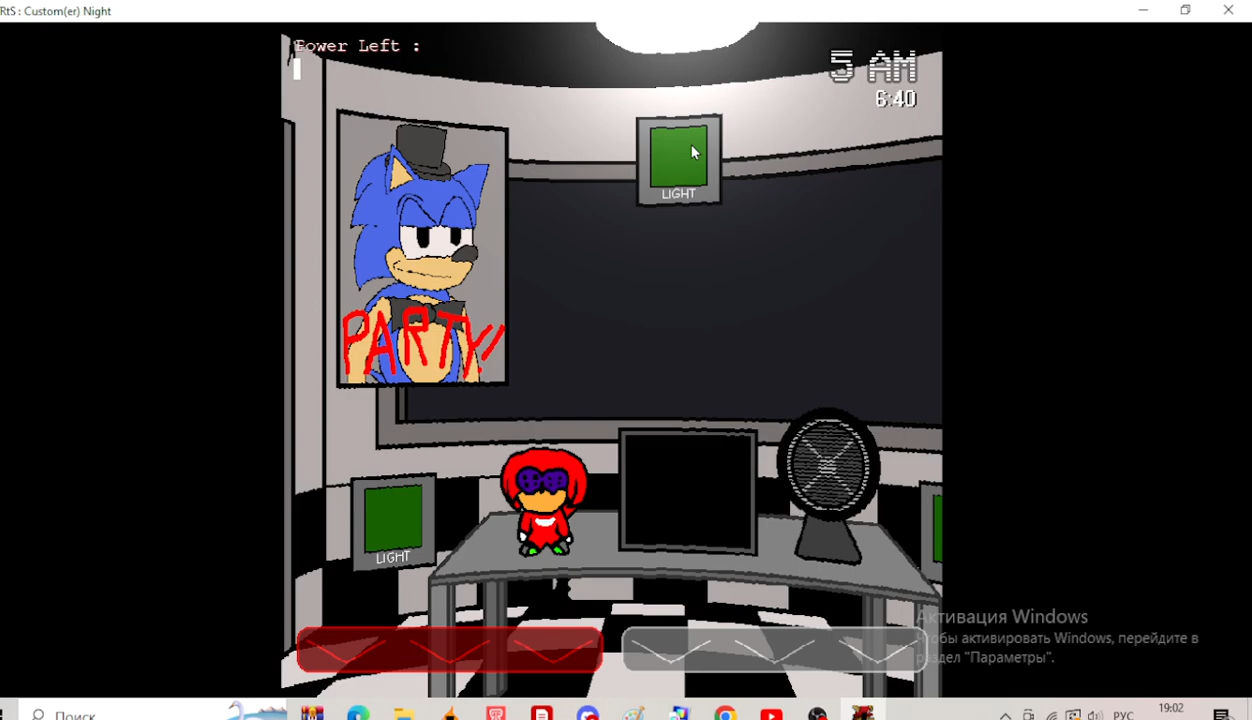 RtS : Custom(er) Night
Power Left :
5 AM
6:40
LIGHT
PARTY!
LIGHT
Активация Windows
Чтобы активировать Windows, перейдите в
раздел "Параметры".
Поиск
РУС
19:02